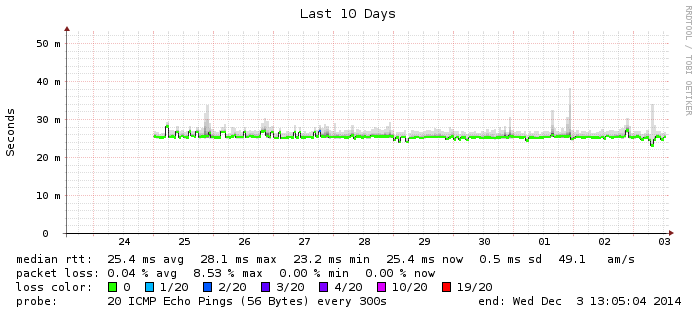 Last 10 Days
RRDTOOL / TOBI OETIKER
Seconds
50 m
40 m
30 m
20 m
10 m
0
24 25 26 27 28 29 30 01 02 03
median rtt: 25.4 ms avg 28.1 ms max 23.2 ms min 25.4 ms now 0.5 ms sd 49.1 am/s
packet loss: 0.04 % avg 8.53 % max 0.00 % min 0.00 % now
loss color: 0 1/20 2/20 3/20 4/20 10/20 19/20
probe: 20 ICMP Echo Pings (56 Bytes) every 300s end: Wed Dec 3 13:05:04 2014